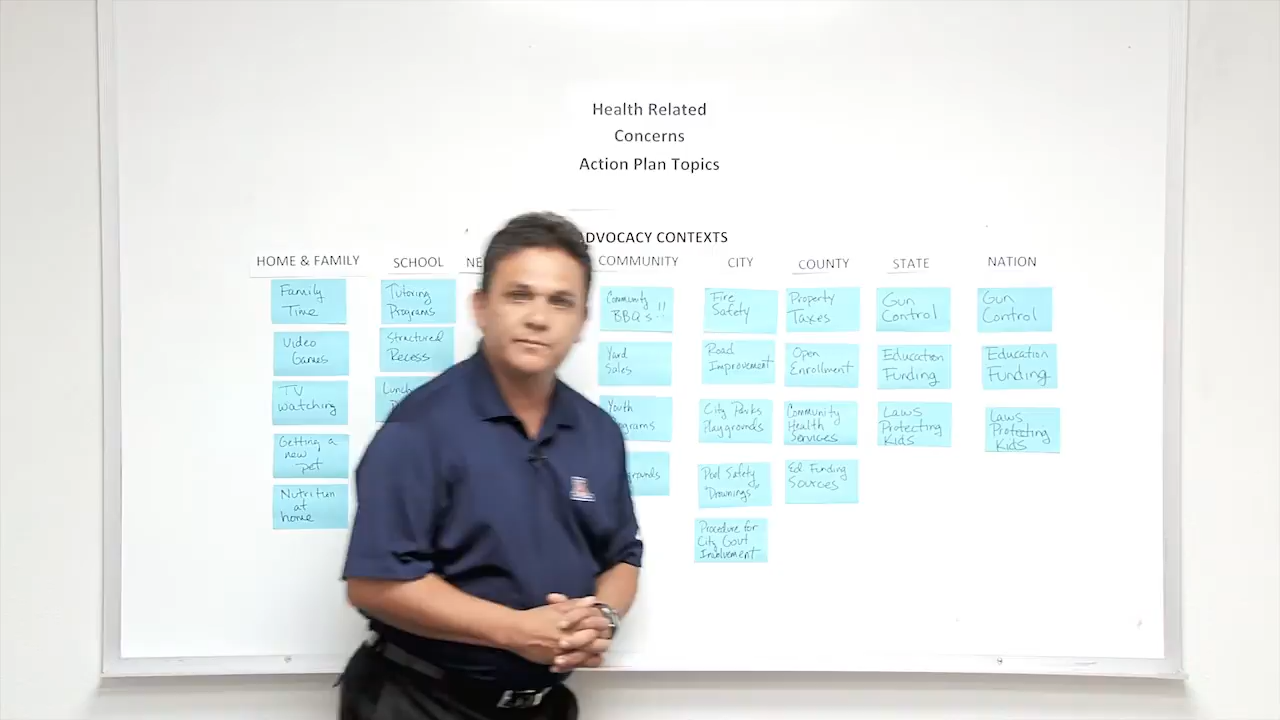 Health Related
Concerns
Action Plan Topics
ADVOCACY CONTEXTS
HOME & FAMILY
Family
Time
Video
Games
TV
Watching
Getting a
new
pet
Nutrition
at
home
SCHOOL
Tutoring
Programs
Structured
Recess
NE
COMMUNITY
Community
BBQs!!
Yard
Sales
Youth
CITY
Fire
Safety
Road
Improvement
City Parks
Playgrounds
Pool Safety
"Drownings"
Procedure for
City Govt
Involvement
COUNTY
Property
Taxes
Open
Enrollment
Community
Health
Services
Ed Funding
Sources
STATE
Gun
Control
Education
Funding
Laws
Protecting
Kids
NATION
Gun
Control
Education
Funding
Laws
Protecting
Kids